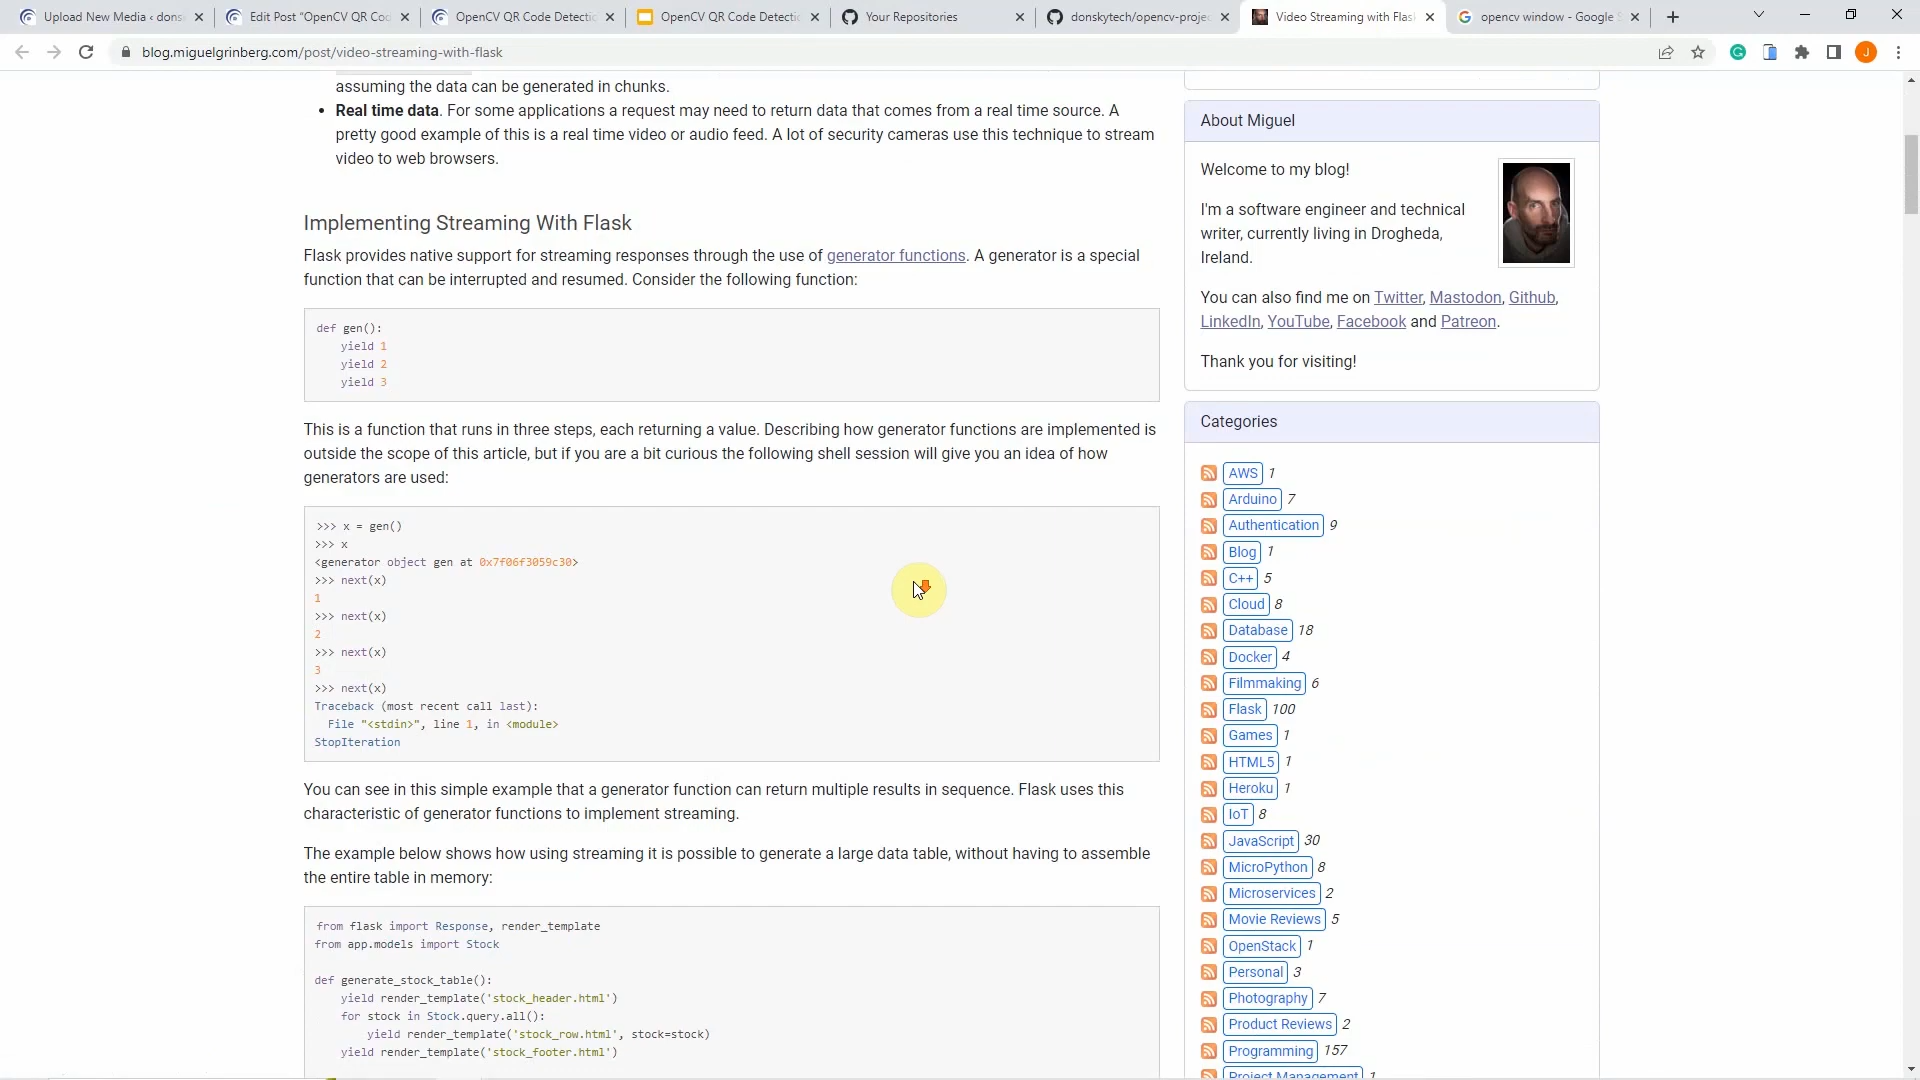 Upload New Media ‹ dons
Edit Post "OpenCV QR Coc
OpenCV QR Code Detectio
OpenCV QR Code Detectic
Your Repositories
donskytech/opencv-projec
Video Streaming with Flask
opencv window - Google S
blog.miguelgrinberg.com/post/video-streaming-with-flask
J
assuming the data can be generated in chunks.
• Real time data. For some applications a request may need to return data that comes from a real time source. A
pretty good example of this is a real time video or audio feed. A lot of security cameras use this technique to stream
video to web browsers.
Implementing Streaming With Flask
Flask provides native support for streaming responses through the use of generator functions. A generator is a special
function that can be interrupted and resumed. Consider the following function:
def gen():
    yield 1
    yield 2
    yield 3
This is a function that runs in three steps, each returning a value. Describing how generator functions are implemented is
outside the scope of this article, but if you are a bit curious the following shell session will give you an idea of how
generators are used:
>>> x = gen()
>>> x
<generator object gen at 0x7f06f3059c30>
>>> next(x)
1
>>> next(x)
2
>>> next(x)
3
>>> next(x)
Traceback (most recent call last):
  File "<stdin>", line 1, in <module>
StopIteration
You can see in this simple example that a generator function can return multiple results in sequence. Flask uses this
characteristic of generator functions to implement streaming.
The example below shows how using streaming it is possible to generate a large data table, without having to assemble
the entire table in memory:
from flask import Response, render_template
from app.models import Stock
def generate_stock_table():
    yield render_template('stock_header.html')
    for stock in Stock.query.all():
        yield render_template('stock_row.html', stock=stock)
    yield render_template('stock_footer.html')
About Miguel
Welcome to my blog!
I'm a software engineer and technical
writer, currently living in Drogheda,
Ireland.
You can also find me on Twitter, Mastodon, Github,
LinkedIn, YouTube, Facebook and Patreon.
Thank you for visiting!
Categories
AWS 1
Arduino 7
Authentication 9
Blog 1
C++ 5
Cloud 8
Database 18
Docker 4
Filmmaking 6
Flask 100
Games 1
HTML5 1
Heroku 1
IoT 8
JavaScript 30
MicroPython 8
Microservices 2
Movie Reviews 5
OpenStack 1
Personal 3
Photography 7
Product Reviews 2
Programming 157
Project Management 1